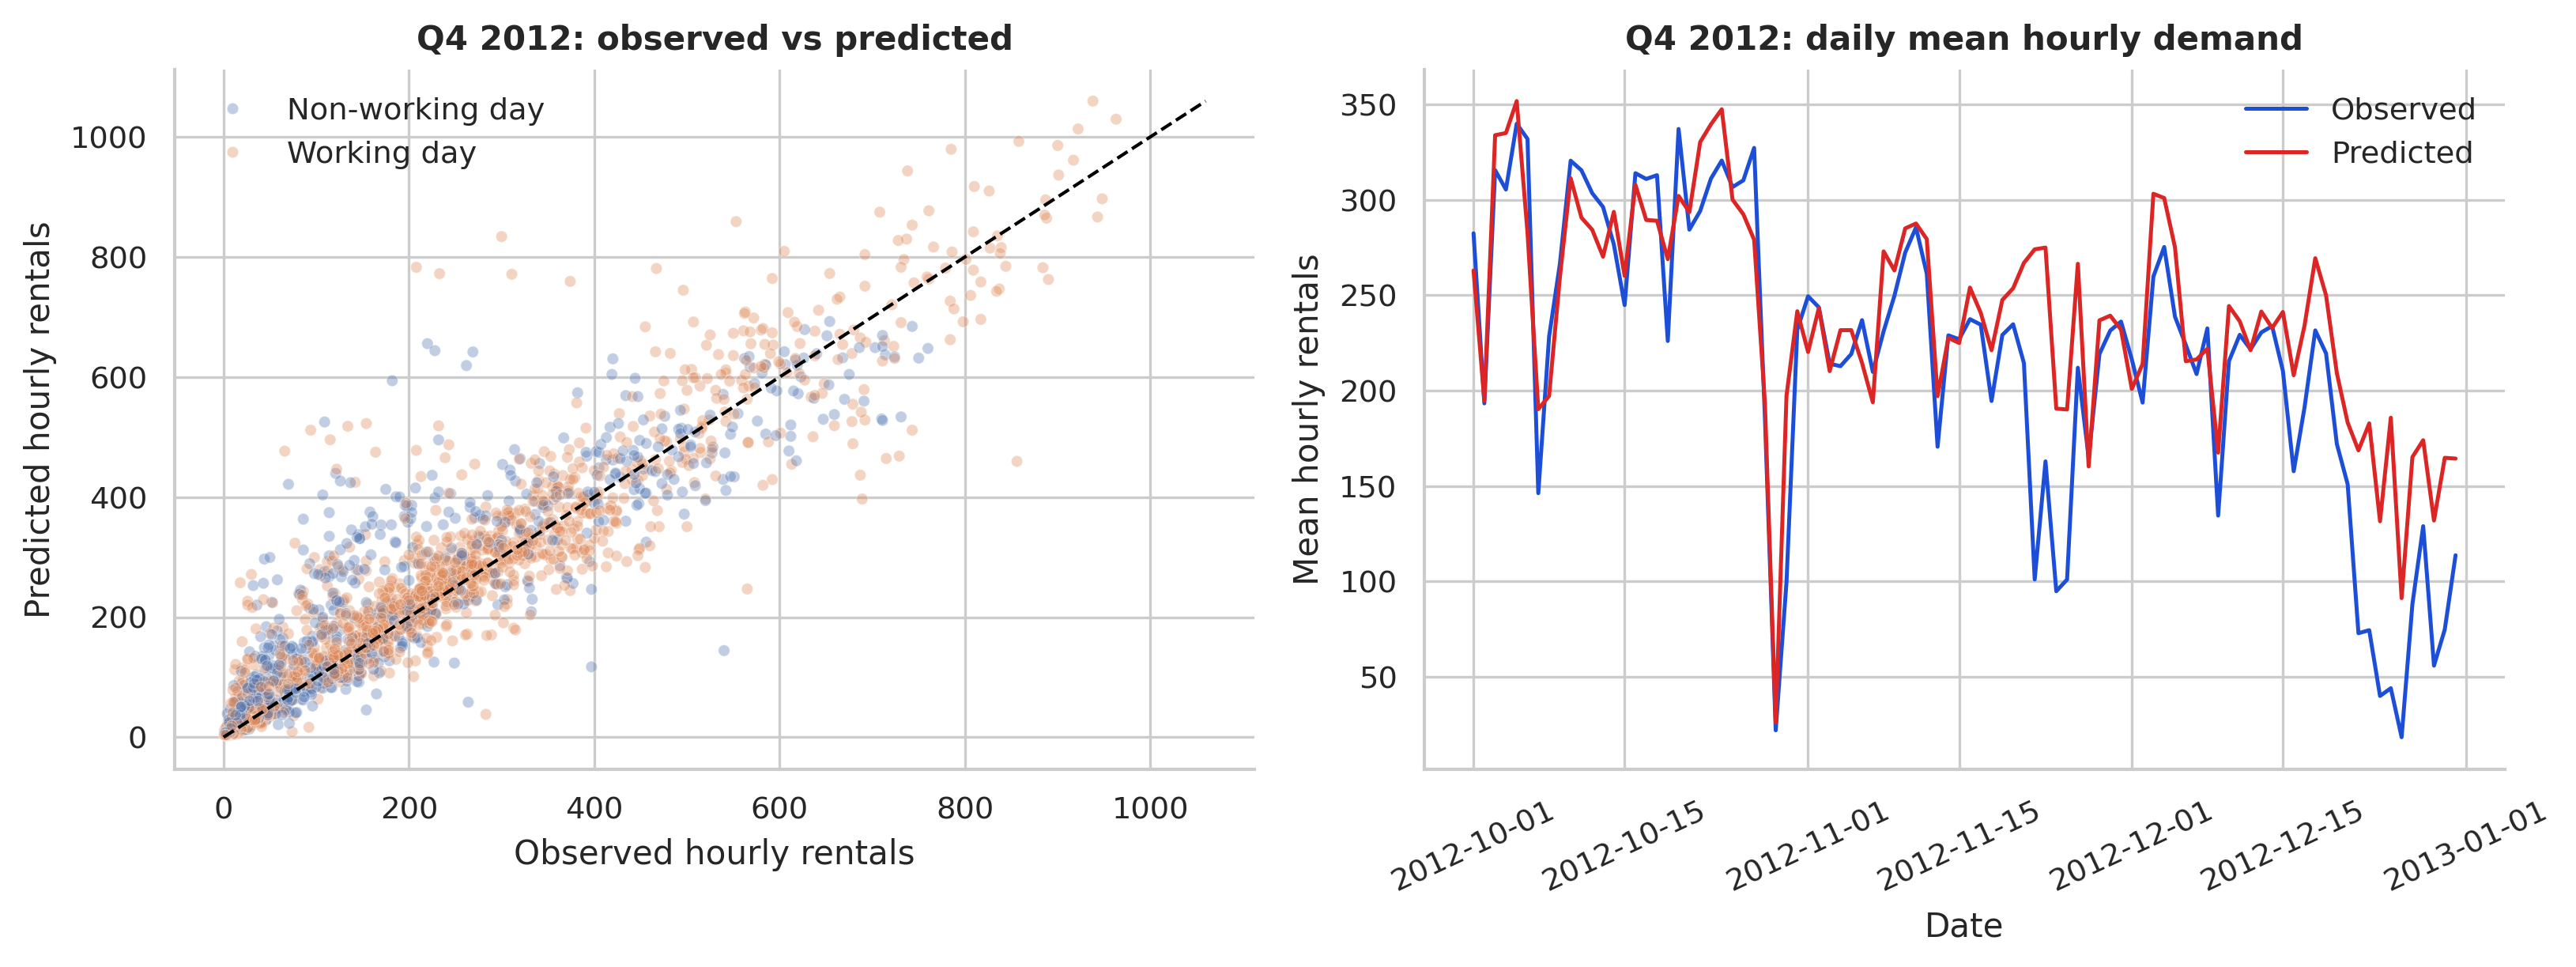 Q4 2012: observed vs predicted
Non-working day
Working day
Predicted hourly rentals
1000
800
600
400
200
0
0 200 400 600 800 1000
Observed hourly rentals
Q4 2012: daily mean hourly demand
Observed
Predicted
Mean hourly rentals
350
300
250
200
150
100
50
2012-10-01 2012-10-15 2012-11-01 2012-11-15 2012-12-01 2012-12-15 2013-01-01
Date